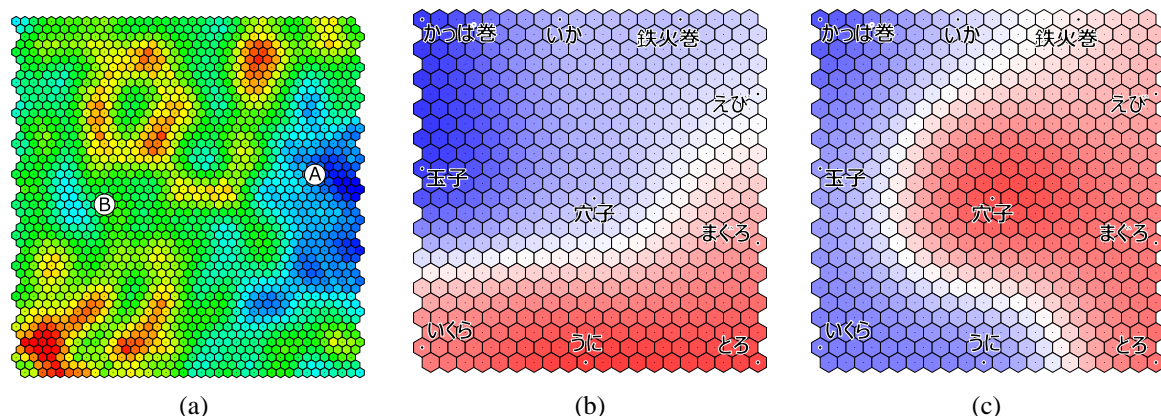 A
B
(a)
かっぱ巻 いか 鉄火巻
えび
玉子
穴子
まぐろ
いくら うに とろ
(b)
かっぱ巻 いか 鉄火巻
えび
玉子
穴子
まぐろ
いくら うに とろ
(c)